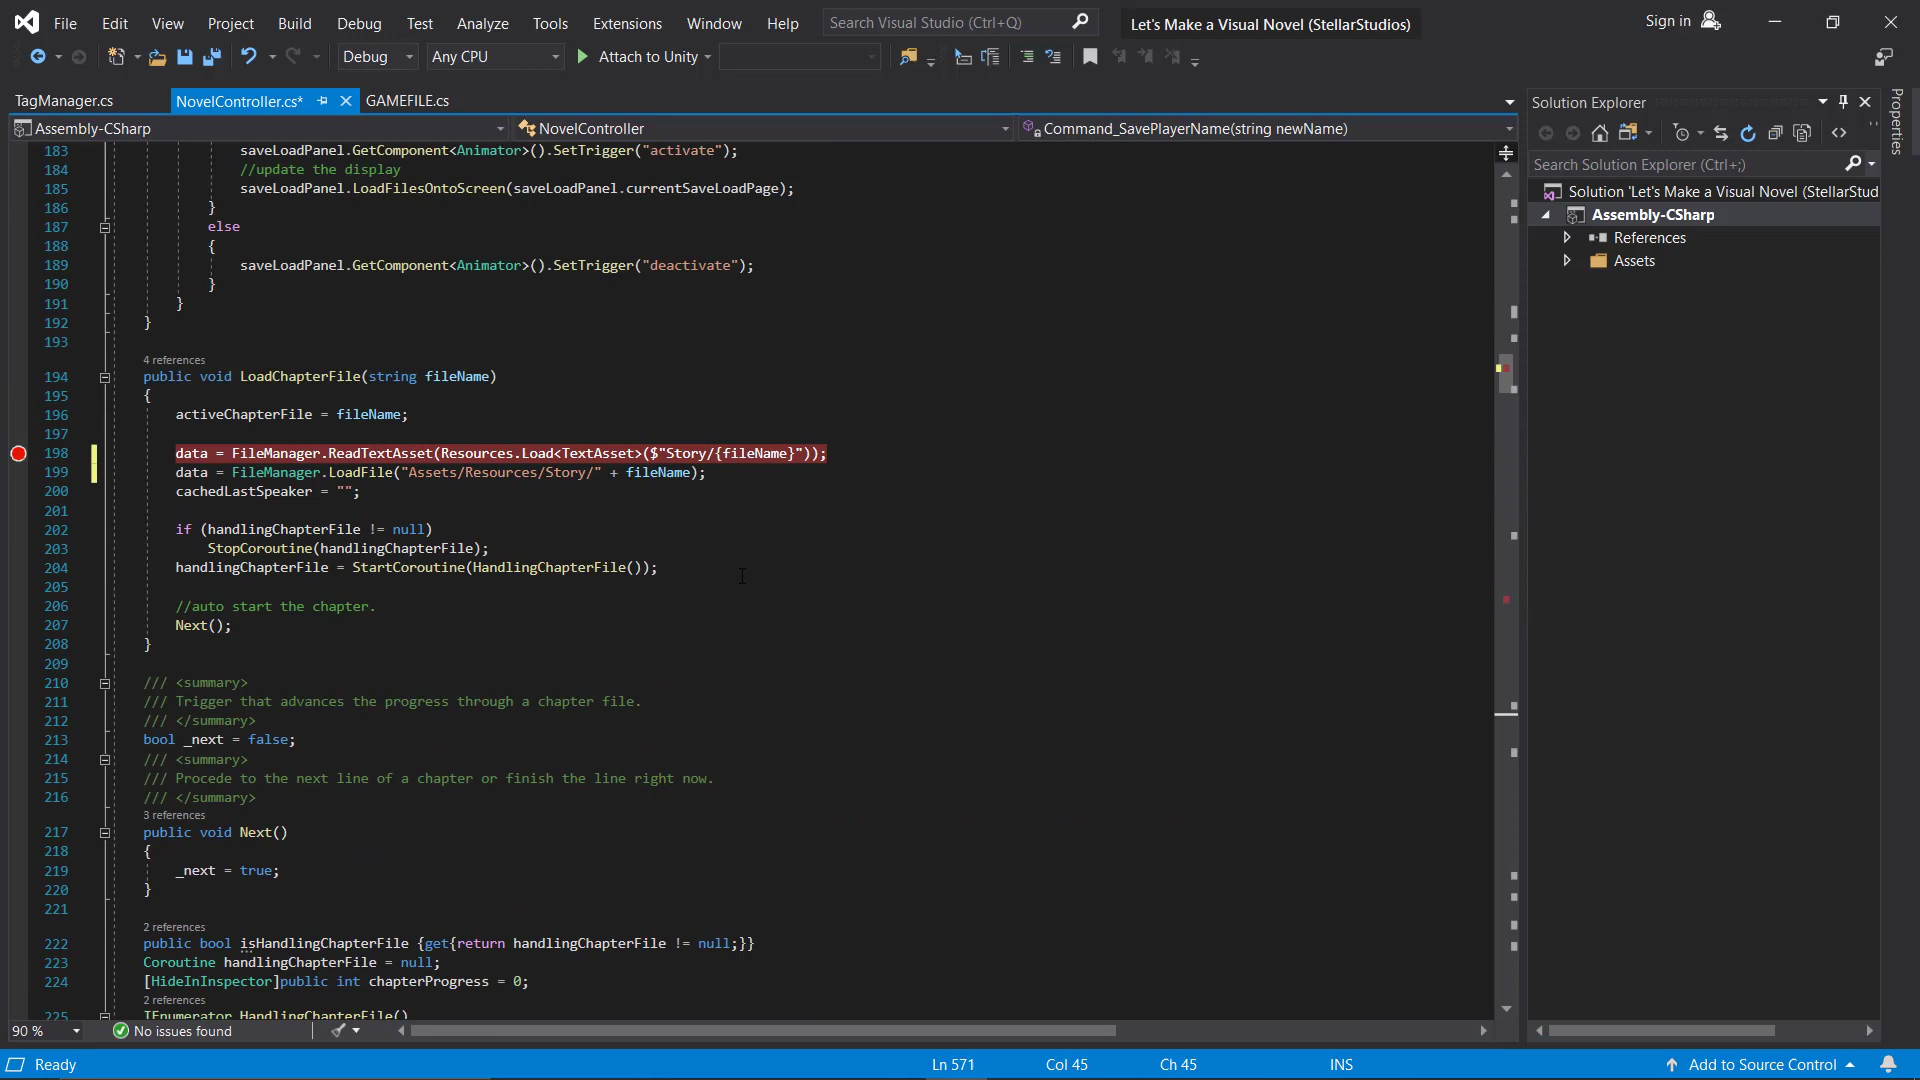 File Edit View Project Build Debug Test Analyze Tools Extensions Window Help Search Visual Studio (Ctrl+Q) Let's Make a Visual Novel (StellarStudios) Sign in
Debug Any CPU Attach to Unity
TagManager.cs NovelController.cs* GAMEFILE.cs
Assembly-CSharp NovelController Command_SavePlayerName(string newName)
183 saveLoadPanel.GetComponent<Animator>().SetTrigger("activate");
184 //update the display
185 saveLoadPanel.LoadFilesOntoScreen(saveLoadPanel.currentSaveLoadPage);
186 }
187 else
188 {
189 saveLoadPanel.GetComponent<Animator>().SetTrigger("deactivate");
190 }
191 }
192 }
193
4 references
194 public void LoadChapterFile(string fileName)
195 {
196 activeChapterFile = fileName;
197
198 data = FileManager.ReadTextAsset(Resources.Load<TextAsset>($"Story/{fileName}"));
199 data = FileManager.LoadFile("Assets/Resources/Story/" + fileName);
200 cachedLastSpeaker = "";
201
202 if (handlingChapterFile != null)
203 StopCoroutine(handlingChapterFile);
204 handlingChapterFile = StartCoroutine(HandlingChapterFile());
205
206 //auto start the chapter.
207 Next();
208 }
209
210 /// <summary>
211 /// Trigger that advances the progress through a chapter file.
212 /// </summary>
213 bool _next = false;
214 /// <summary>
215 /// Procede to the next line of a chapter or finish the line right now.
216 /// </summary>
3 references
217 public void Next()
218 {
219 _next = true;
220 }
221
2 references
222 public bool isHandlingChapterFile {get{return handlingChapterFile != null;}}
223 Coroutine handlingChapterFile = null;
224 [HideInInspector]public int chapterProgress = 0;
2 references
225 IEnumerator HandlingChapterFile()
90 % No issues found
Ready Ln 571 Col 45 Ch 45 INS Add to Source Control
Solution Explorer
Search Solution Explorer (Ctrl+;)
Solution 'Let's Make a Visual Novel (StellarStud
Assembly-CSharp
References
Assets
Properties